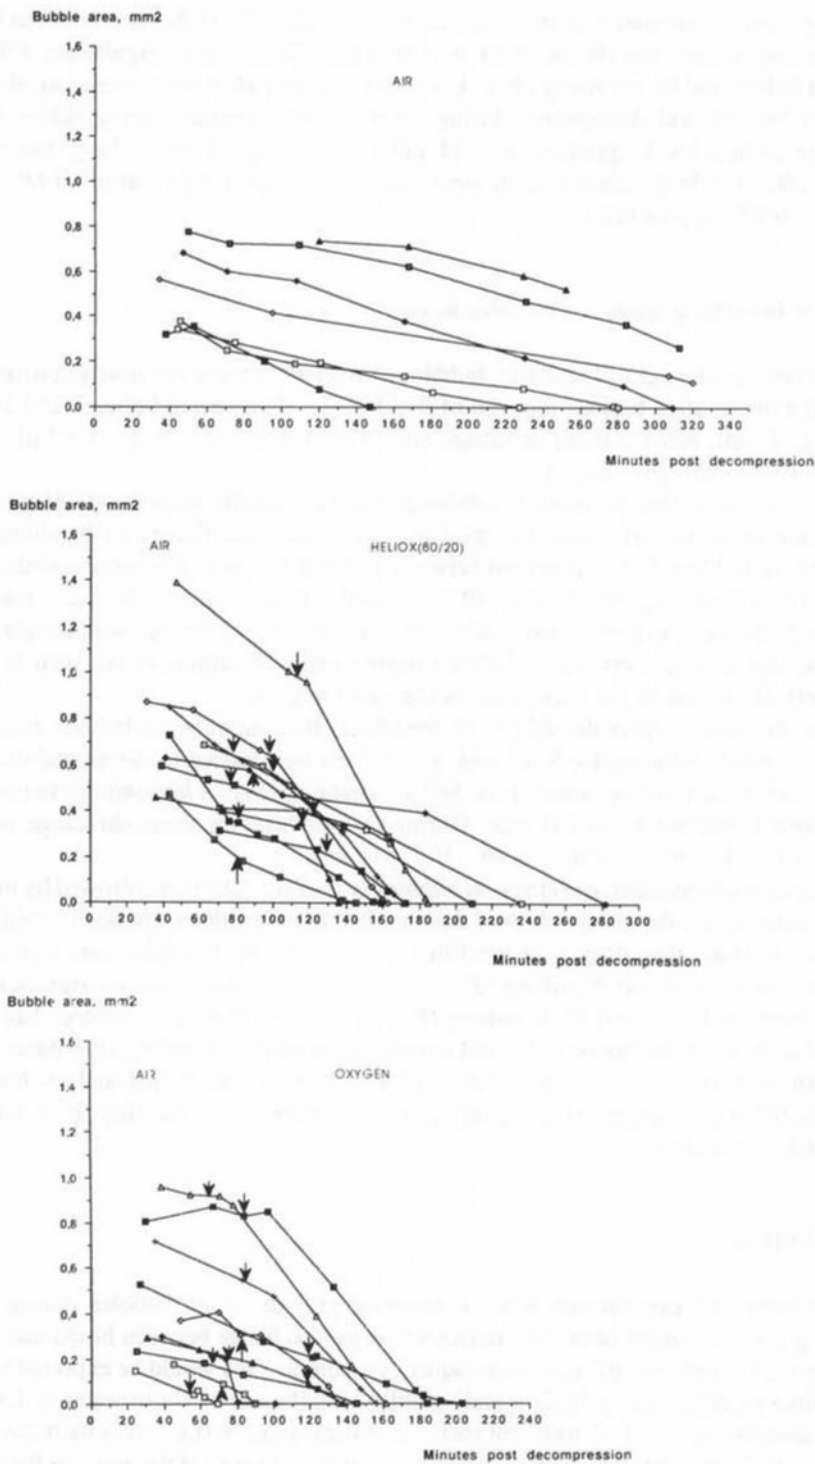 Bubble area, mm2
1,6
AIR
1,4
1,2
1,0
0,8
0,6
0,4
0,2
0,0
0 20 40 60 80 100 120 140 160 180 200 220 240 260 280 300 320 340
Minutes post decompression
Bubble area, mm2
1,6
AIR HELIOX(80/20)
1,4
1,2
1,0
0,8
0,6
0,4
0,2
0,0
0 20 40 60 80 100 120 140 160 180 200 220 240 260 280 300
Minutes post decompression
Bubble area, mm2
1,6
AIR OXYGEN
1,4
1,2
1,0
0,8
0,6
0,4
0,2
0,0
0 20 40 60 80 100 120 140 160 180 200 220 240
Minutes post decompression